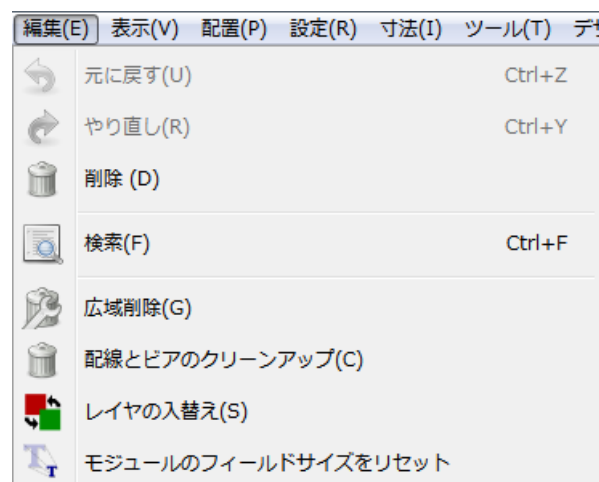 編集(E) 表示(V) 配置(P) 設定(R) 寸法(I) ツール(T)
元に戻す(U) Ctrl+Z
やり直し(R) Ctrl+Y
削除 (D)
検索(F) Ctrl+F
広域削除(G)
配線とビアのクリーンアップ(C)
レイヤの入替え(S)
モジュールのフィールドサイズをリセット